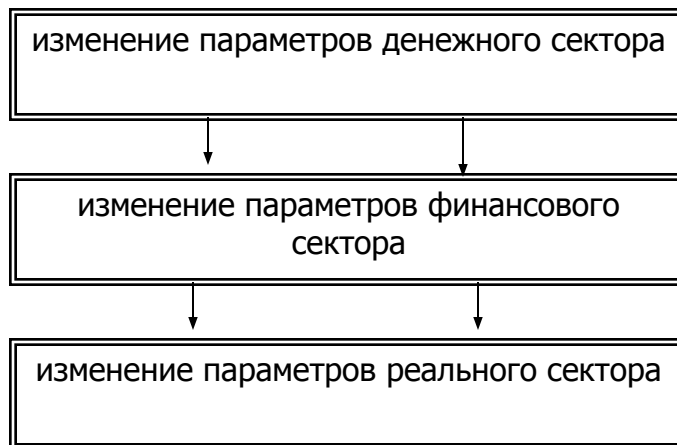 изменение параметров денежного сектора
изменение параметров финансового
сектора
изменение параметров реального сектора